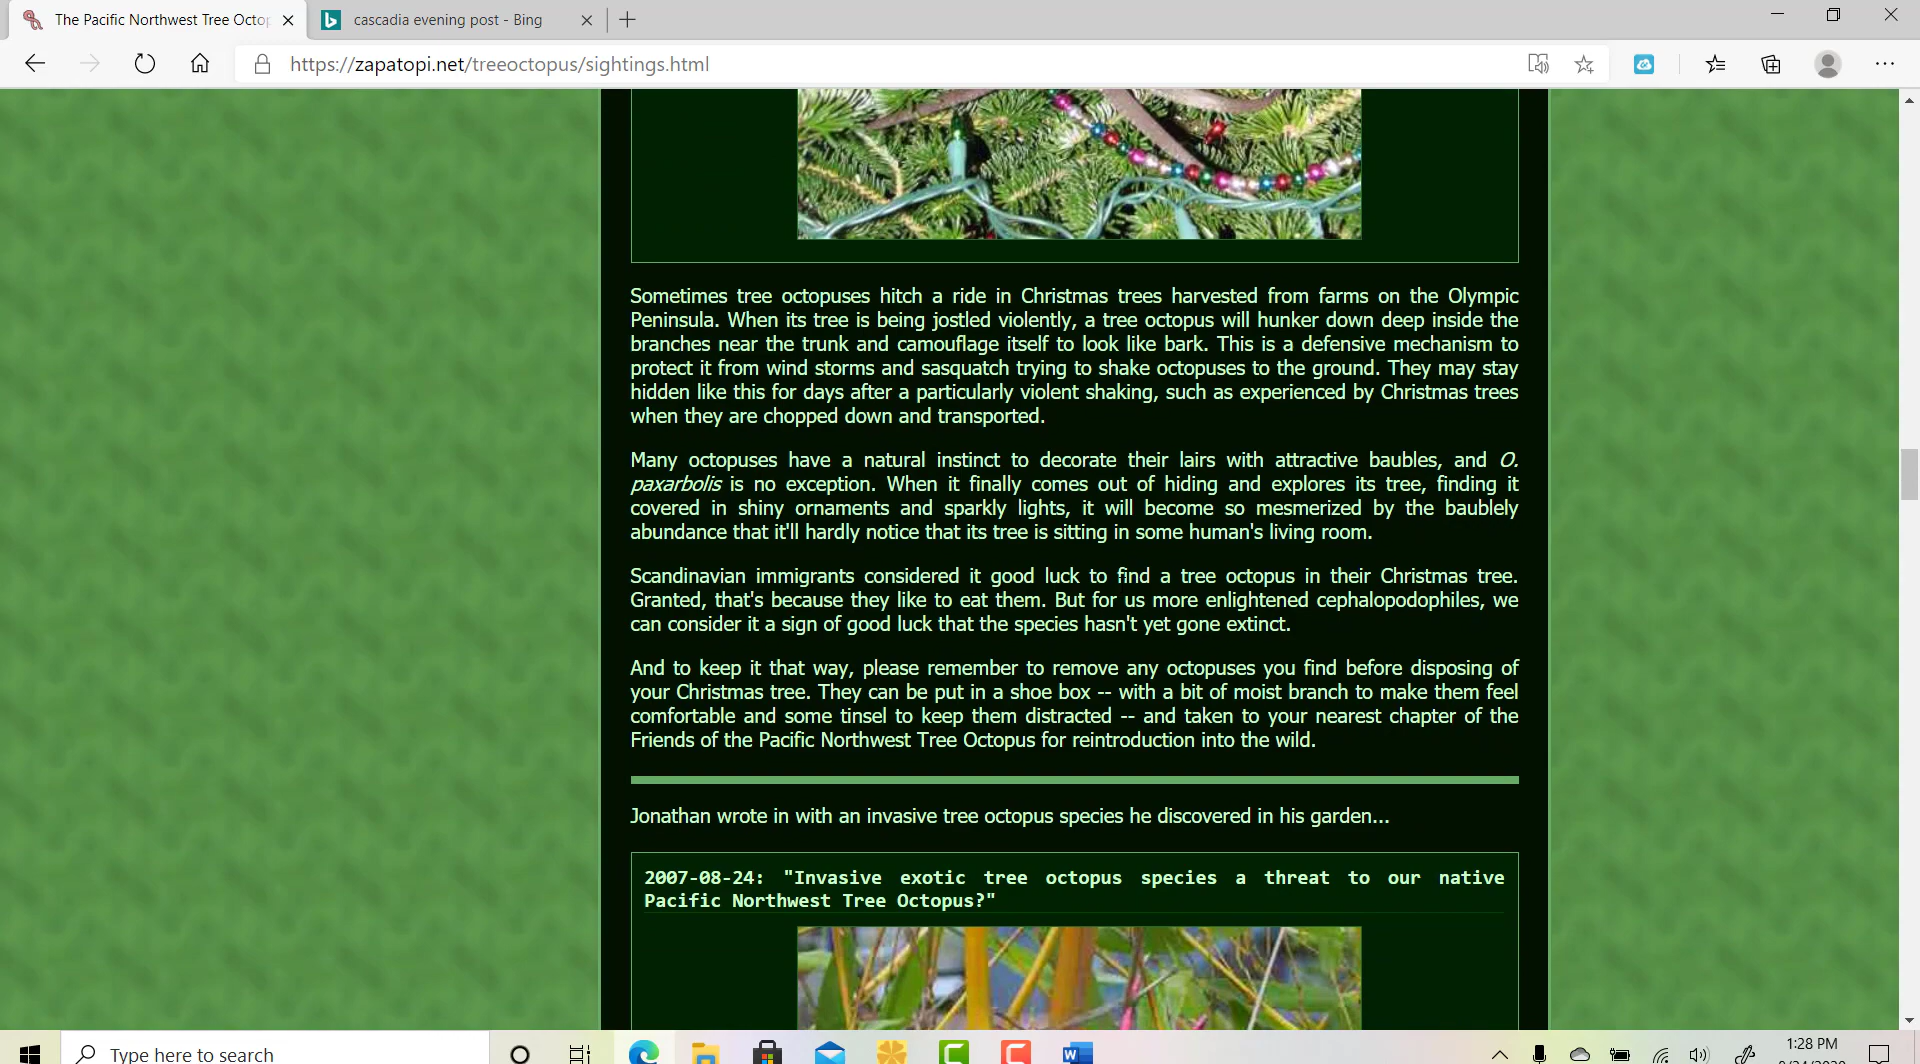 The Pacific Northwest Tree Octop
cascadia evening post - Bing
https://zapatopi.net/treeoctopus/sightings.html
Sometimes tree octopuses hitch a ride in Christmas trees harvested from farms on the Olympic
Peninsula. When its tree is being jostled violently, a tree octopus will hunker down deep inside the
branches near the trunk and camouflage itself to look like bark. This is a defensive mechanism to
protect it from wind storms and sasquatch trying to shake octopuses to the ground. They may stay
hidden like this for days after a particularly violent shaking, such as experienced by Christmas trees
when they are chopped down and transported.
Many octopuses have a natural instinct to decorate their lairs with attractive baubles, and O.
paxarbolis is no exception. When it finally comes out of hiding and explores its tree, finding it
covered in shiny ornaments and sparkly lights, it will become so mesmerized by the baublely
abundance that it'll hardly notice that its tree is sitting in some human's living room.
Scandinavian immigrants considered it good luck to find a tree octopus in their Christmas tree.
Granted, that's because they like to eat them. But for us more enlightened cephalopodophiles, we
can consider it a sign of good luck that the species hasn't yet gone extinct.
And to keep it that way, please remember to remove any octopuses you find before disposing of
your Christmas tree. They can be put in a shoe box -- with a bit of moist branch to make them feel
comfortable and some tinsel to keep them distracted -- and taken to your nearest chapter of the
Friends of the Pacific Northwest Tree Octopus for reintroduction into the wild.
Jonathan wrote in with an invasive tree octopus species he discovered in his garden...
2007-08-24: "Invasive exotic tree octopus species a threat to our native
Pacific Northwest Tree Octopus?"
Type here to search
1:28 PM